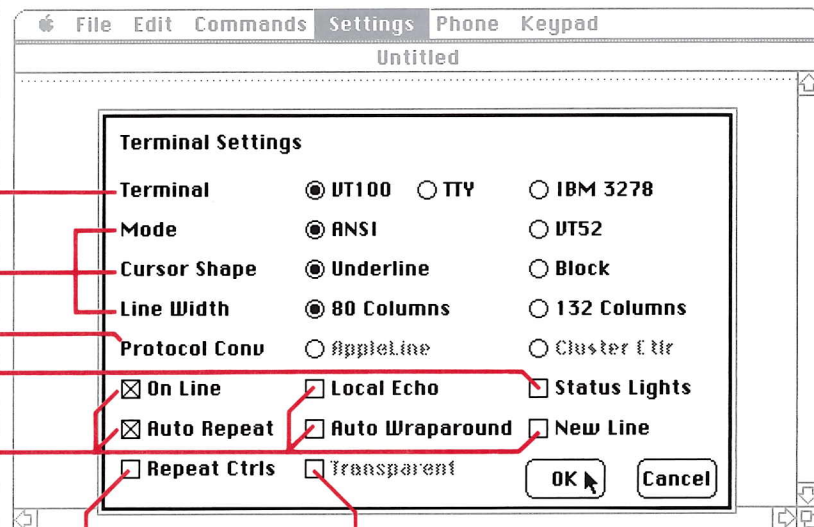 File Edit Commands Settings Phone Keypad
Untitled
Terminal Settings
Terminal VT100 TTY IBM 3278
Mode ANSI VT52
Cursor Shape Underline Block
Line Width 80 Columns 132 Columns
Protocol Conv AppleLine Cluster Ctlr
On Line Local Echo Status Lights
Auto Repeat Auto Wraparound New Line
Repeat Ctrls Transparent OK Cancel